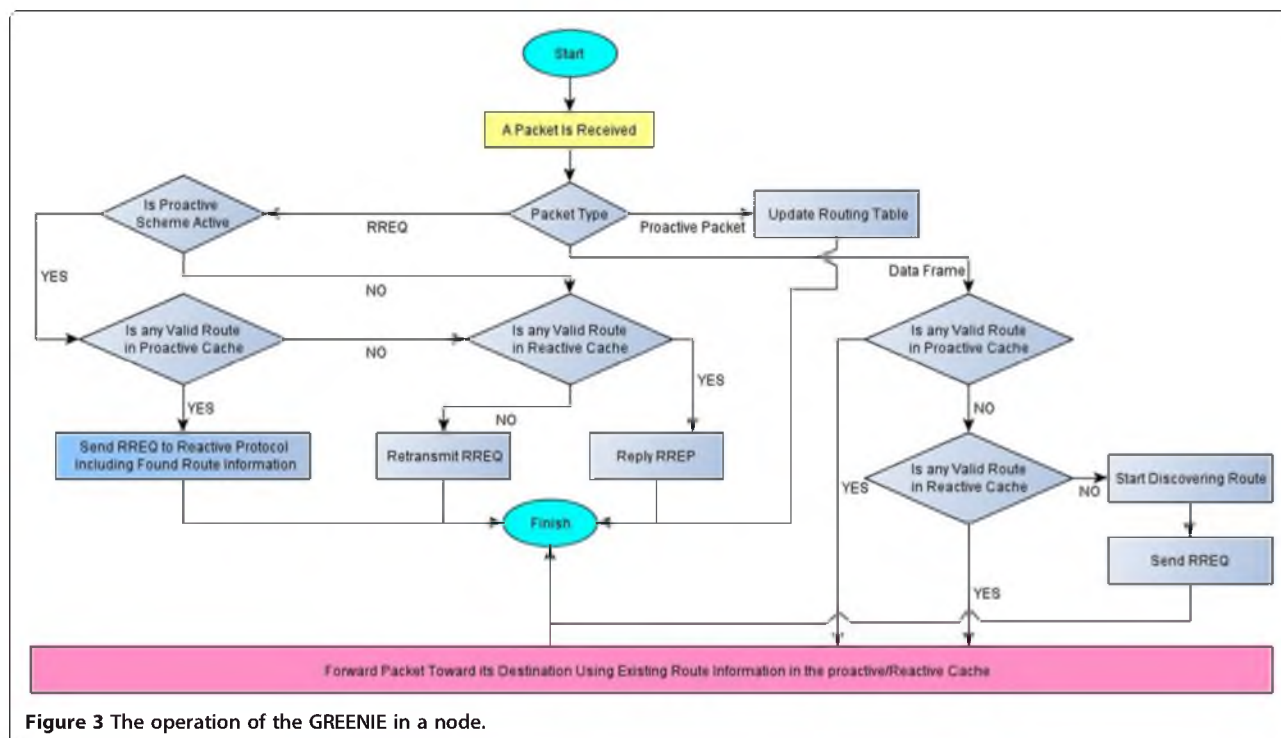 Start
A Packet Is Received
Is Proactive
Scheme Active
Packet Type
Update Routing Table
RREQ
Proactive Packet
YES
NO
Data Frame
Is any Valid Route
in Proactive Cache
NO
Is any Valid Route
in Reactive Cache
Is any Valid Route
in Proactive Cache
YES
YES
NO
NO
Send RREQ to Reactive Protocol
Including Found Route Information
Retransmit RREQ
Reply RREP
YES
Is any Valid Route
in Reactive Cache
NO
Start Discovering Route
Finish
Send RREQ
YES
Forward Packet Toward its Destination Using Existing Route Information in the proactive/Reactive Cache
Figure 3 The operation of the GREENIE in a node.